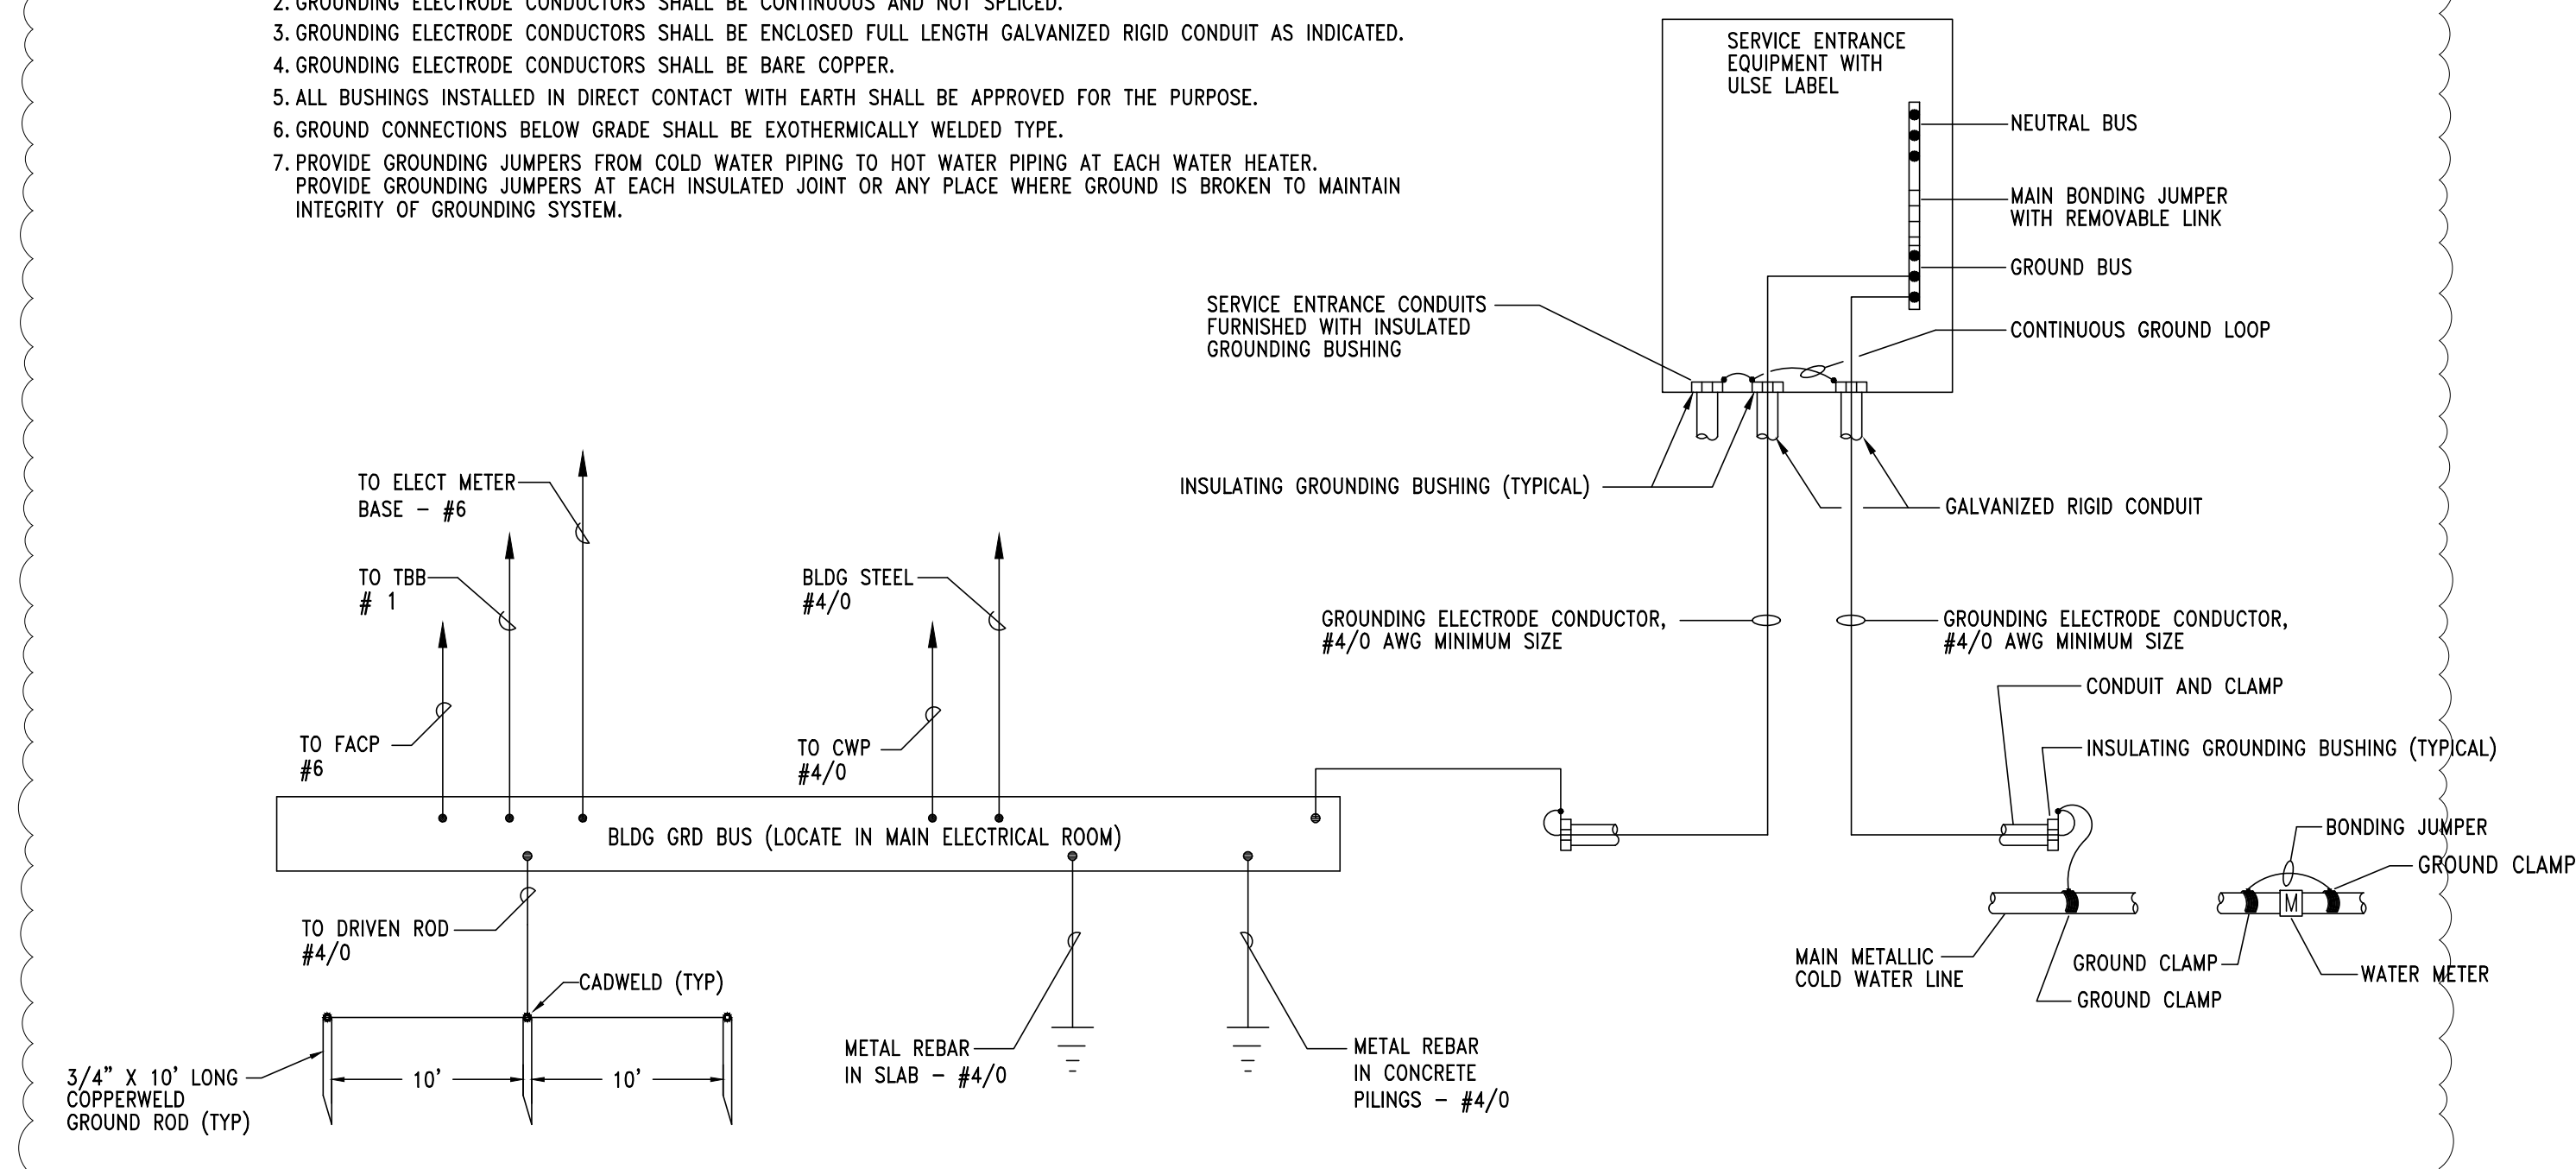 2. GROUNDING ELECTRODE CONDUCTORS SHALL BE CONTINUOUS AND NOT SPLICED.
3. GROUNDING ELECTRODE CONDUCTORS SHALL BE ENCLOSED FULL LENGTH GALVANIZED RIGID CONDUIT AS INDICATED.
4. GROUNDING ELECTRODE CONDUCTORS SHALL BE BARE COPPER.
5. ALL BUSHINGS INSTALLED IN DIRECT CONTACT WITH EARTH SHALL BE APPROVED FOR THE PURPOSE.
6. GROUND CONNECTIONS BELOW GRADE SHALL BE EXOTHERMICALLY WELDED TYPE.
7. PROVIDE GROUNDING JUMPERS FROM COLD WATER PIPING TO HOT WATER PIPING AT EACH WATER HEATER.
PROVIDE GROUNDING JUMPERS AT EACH INSULATED JOINT OR ANY PLACE WHERE GROUND IS BROKEN TO MAINTAIN
INTEGRITY OF GROUNDING SYSTEM.
SERVICE ENTRANCE
EQUIPMENT WITH
ULSE LABEL
NEUTRAL BUS
MAIN BONDING JUMPER
WITH REMOVABLE LINK
GROUND BUS
SERVICE ENTRANCE CONDUITS
FURNISHED WITH INSULATED
GROUNDING BUSHING
CONTINUOUS GROUND LOOP
INSULATING GROUNDING BUSHING (TYPICAL)
GALVANIZED RIGID CONDUIT
TO ELECT METER
BASE - #6
TO TBB
# 1
BLDG STEEL
#4/0
GROUNDING ELECTRODE CONDUCTOR,
#4/0 AWG MINIMUM SIZE
GROUNDING ELECTRODE CONDUCTOR,
#4/0 AWG MINIMUM SIZE
CONDUIT AND CLAMP
INSULATING GROUNDING BUSHING (TYPICAL)
TO FACP
#6
TO CWP
#4/0
BLDG GRD BUS (LOCATE IN MAIN ELECTRICAL ROOM)
BONDING JUMPER
GROUND CLAMP
M
TO DRIVEN ROD
#4/0
CADWELD (TYP)
MAIN METALLIC
COLD WATER LINE
GROUND CLAMP
WATER METER
GROUND CLAMP
METAL REBAR
IN SLAB - #4/0
METAL REBAR
IN CONCRETE
PILINGS - #4/0
3/4" X 10' LONG
COPPERWELD
GROUND ROD (TYP)
10'
10'